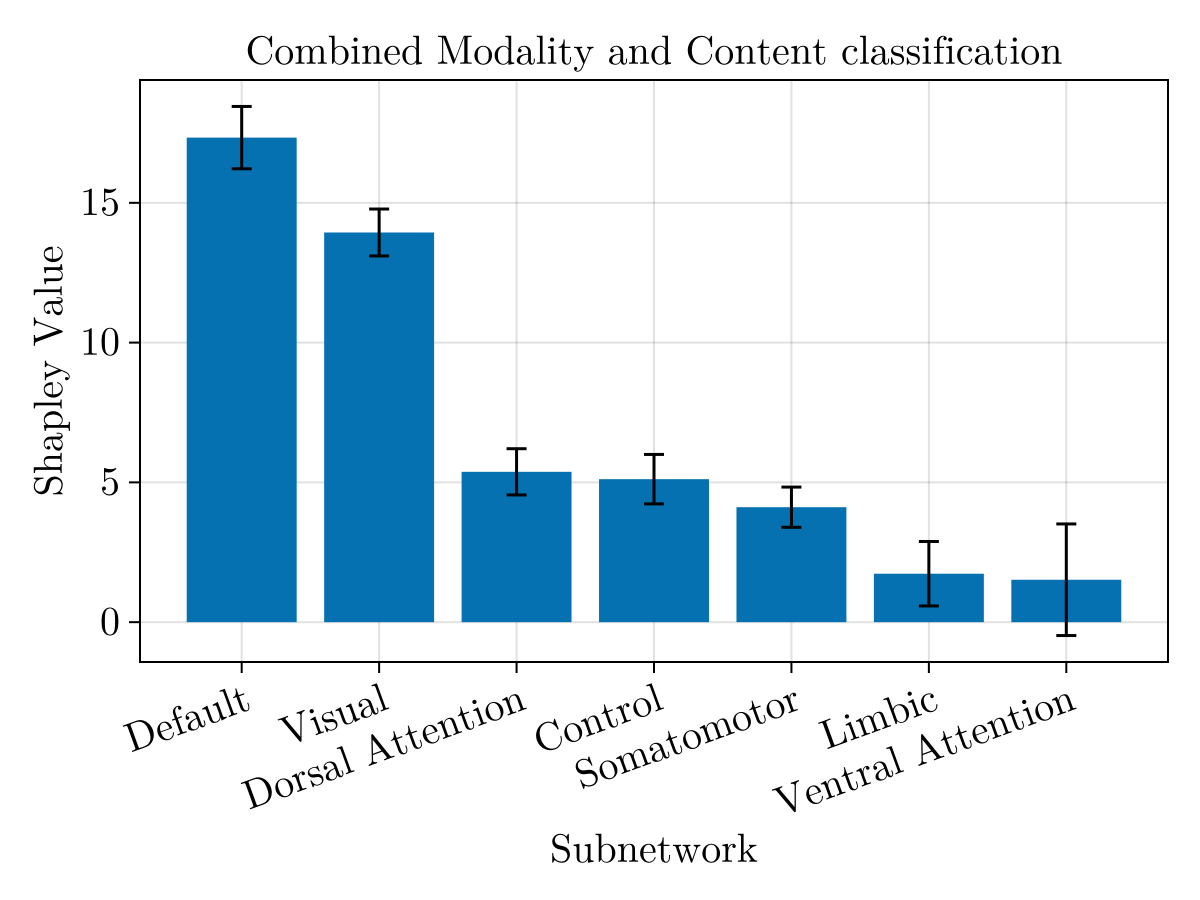 Combined Modality and Content classification
Shapley Value
15
10
5
0
Default
Visual
Dorsal Attention
Control
Somatomotor
Limbic
Ventral Attention
Subnetwork